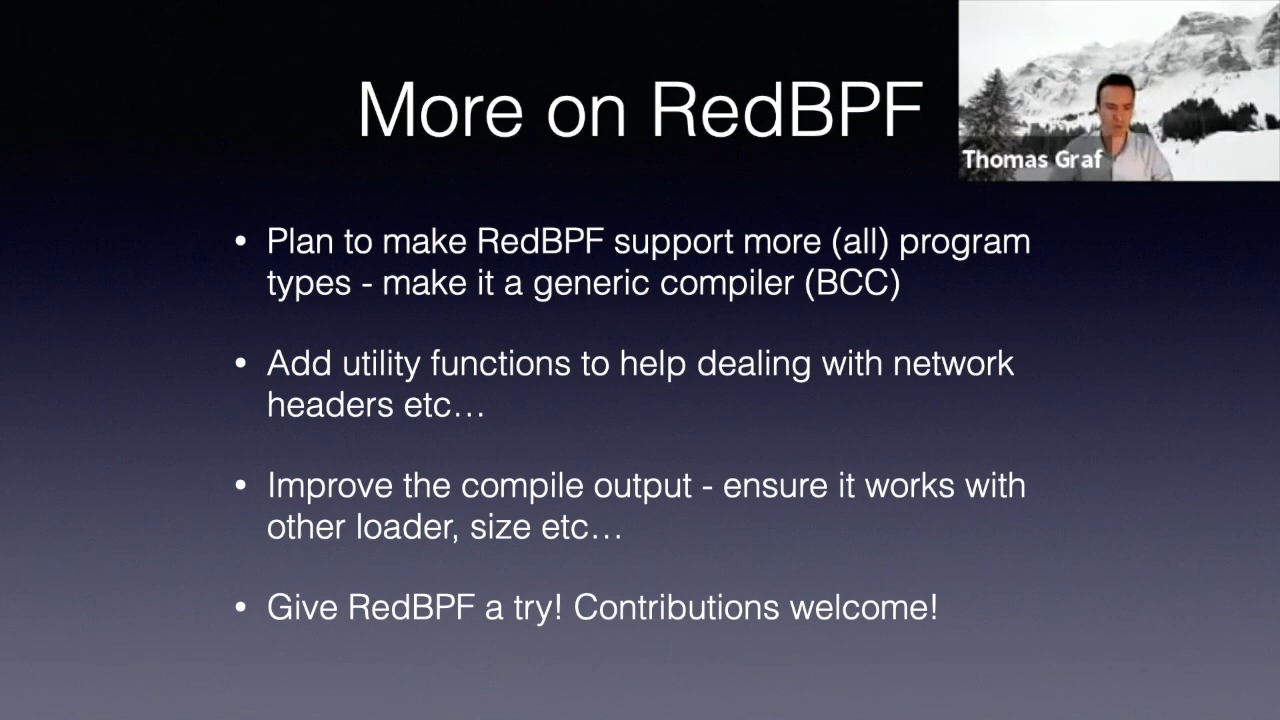 More on RedBPF
Thomas Graf
• Plan to make RedBPF support more (all) program
types - make it a generic compiler (BCC)
• Add utility functions to help dealing with network
headers etc…
• Improve the compile output - ensure it works with
other loader, size etc…
• Give RedBPF a try! Contributions welcome!